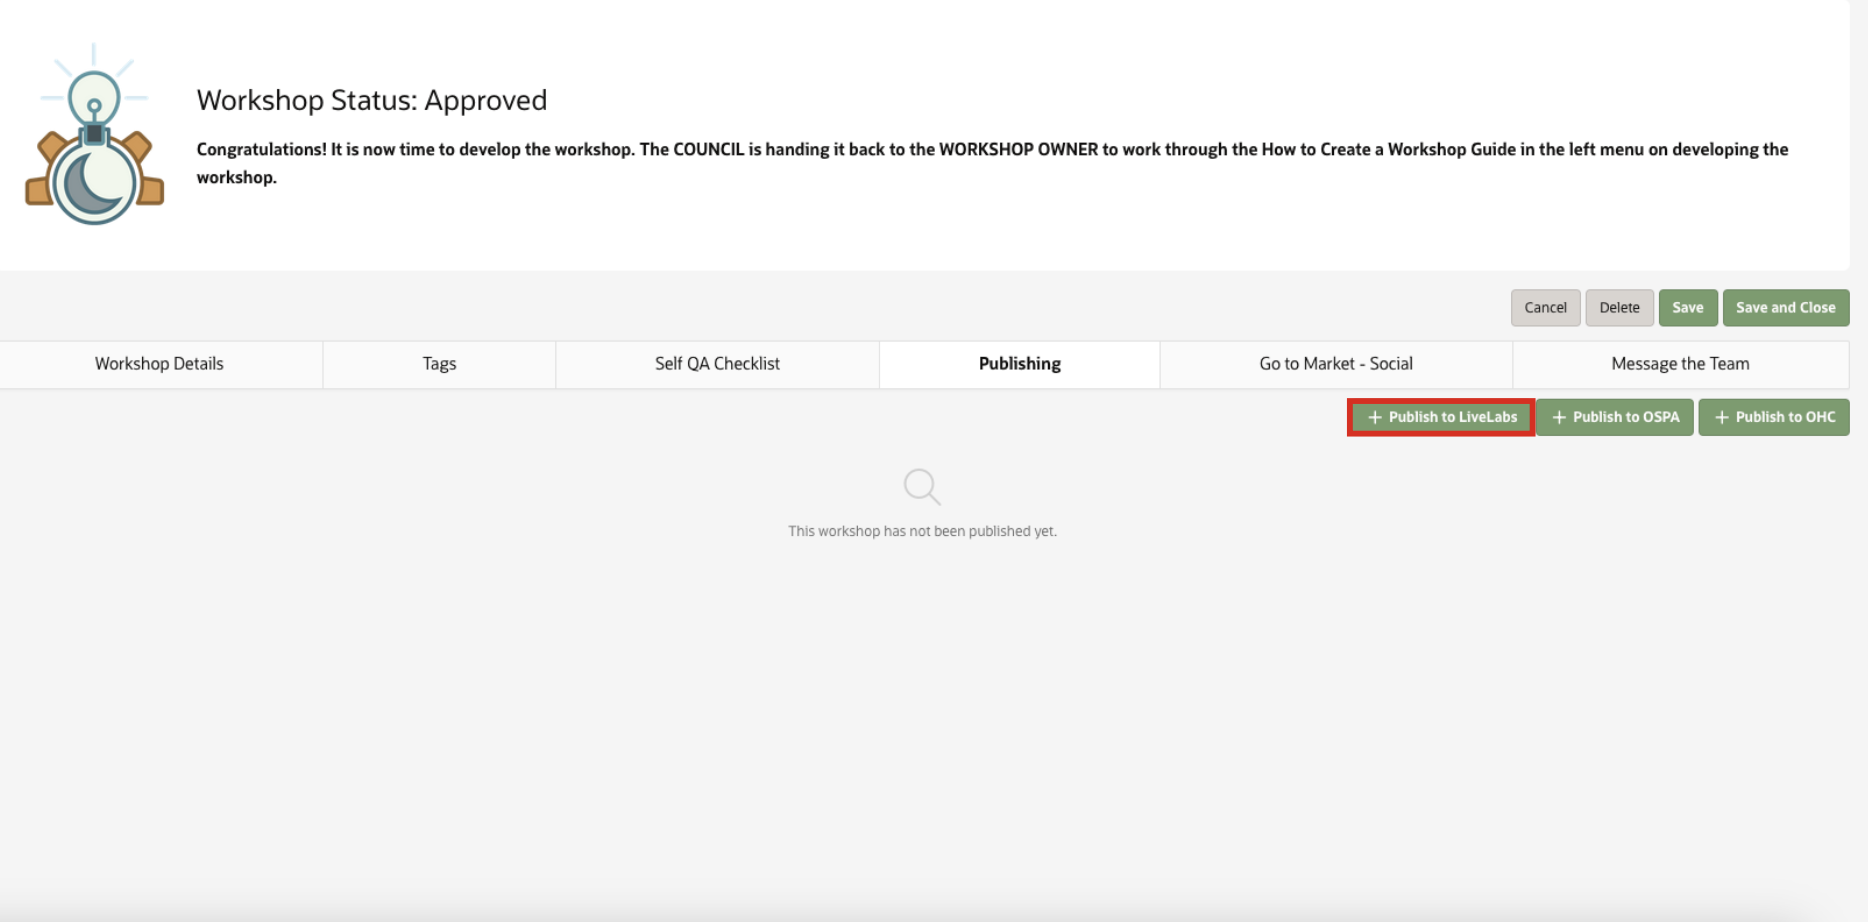 Workshop Status: Approved
Congratulations! It is now time to develop the workshop. The COUNCIL is handing it back to the WORKSHOP OWNER to work through the How to Create a Workshop Guide in the left menu on developing the
workshop.
Cancel Delete Save Save and Close
Workshop Details Tags Self QA Checklist Publishing Go to Market - Social Message the Team
+ Publish to LiveLabs + Publish to OSPA + Publish to OHC
This workshop has not been published yet.